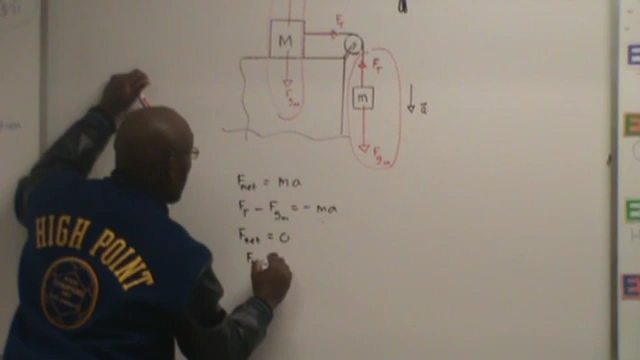 F_T
M
F_T
m
a
F_gM
F_gm
F_net = ma
F_T - F_gm = - ma
F_net = 0
F
HIGH POINT